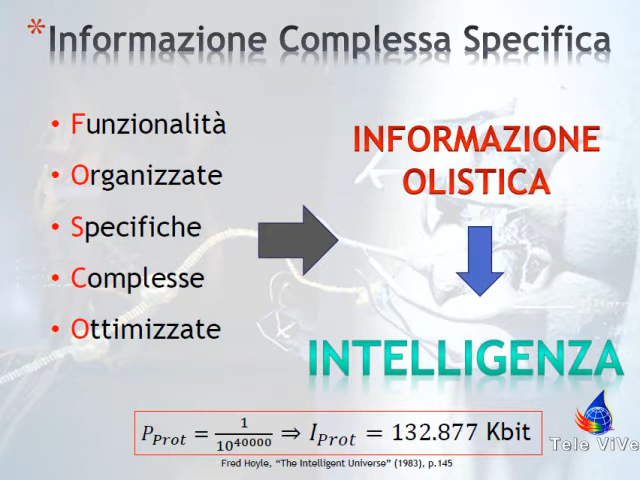 *Informazione Complessa Specifica
• Funzionalità
• Organizzate
• Specifiche
• Complesse
• Ottimizzate
INFORMAZIONE
OLISTICA
INTELLIGENZA
P_Prot = 1/10^40000 ⇒ I_Prot = 132.877 Kbit
Fred Hoyle, "The Intelligent Universe" (1983), p.145
Tele ViVe